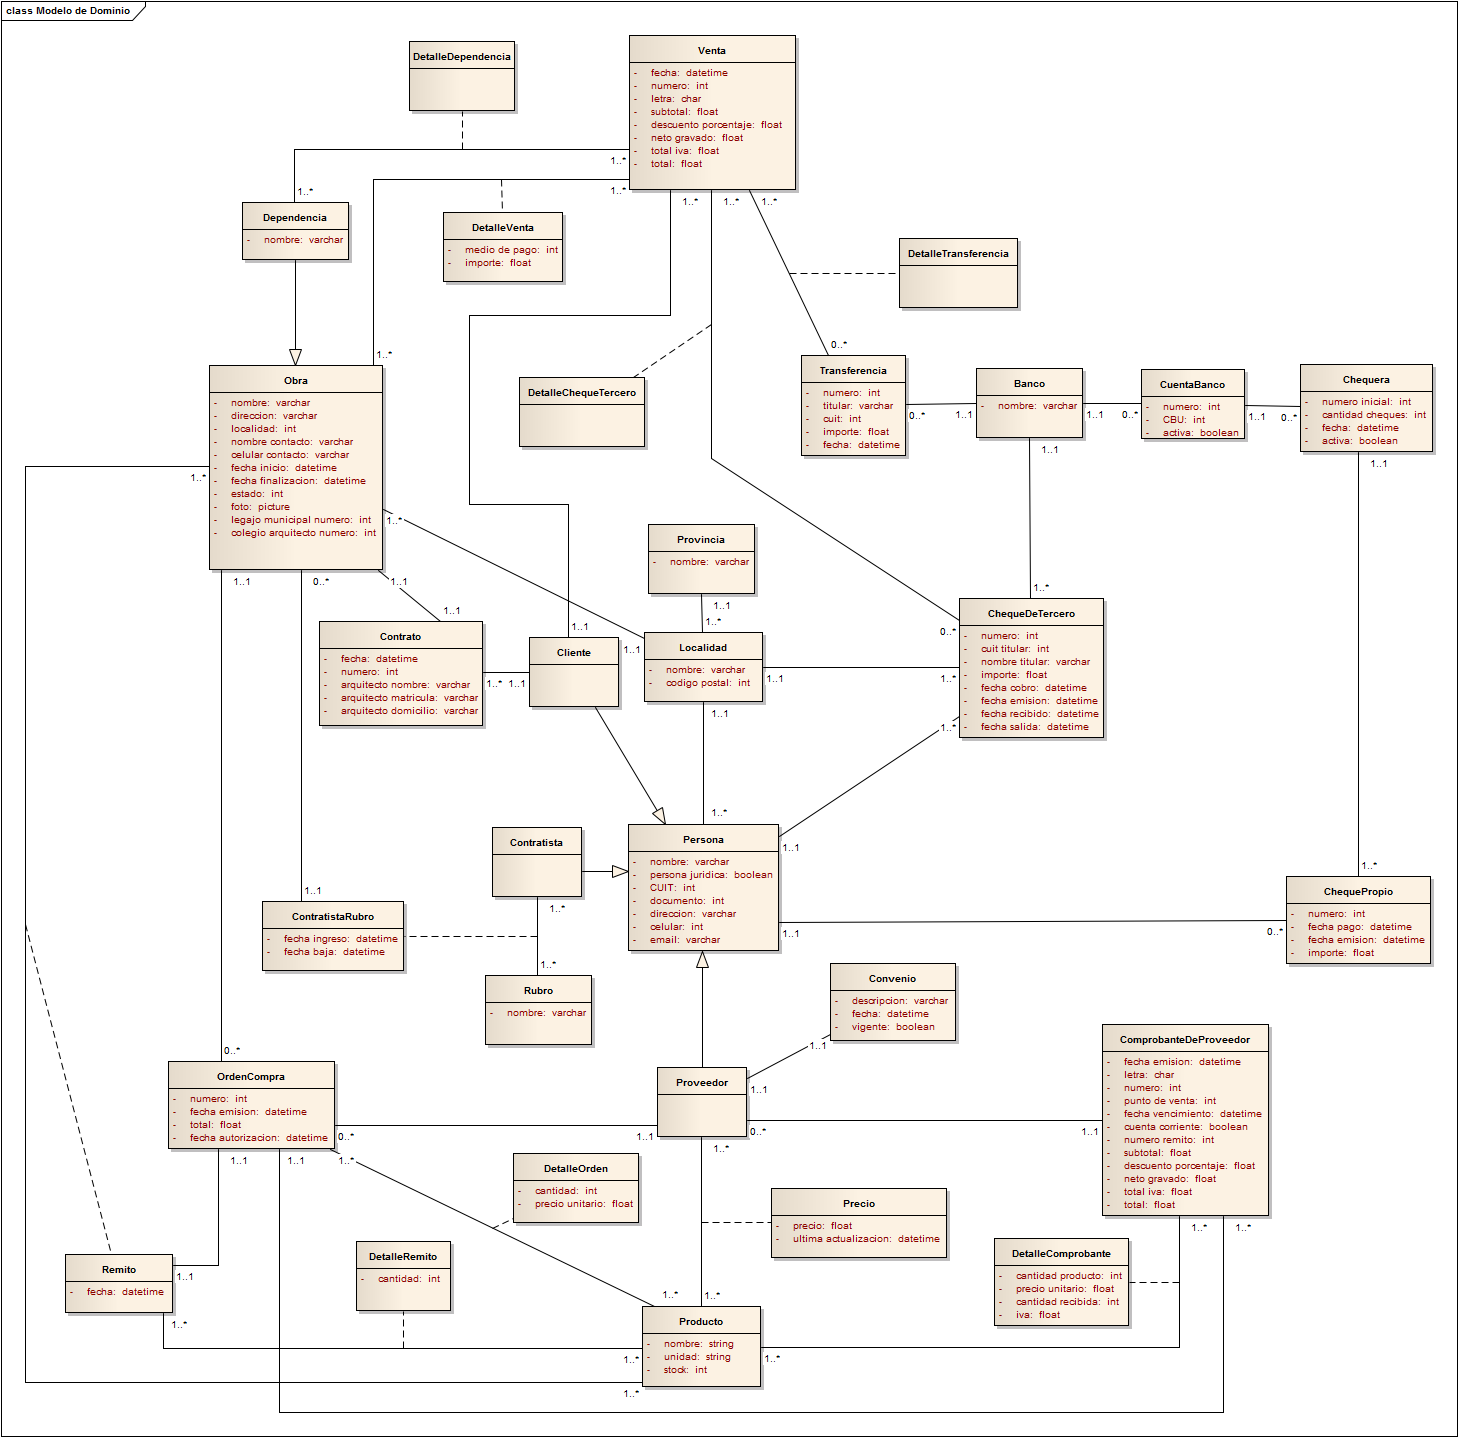 class Modelo de Dominio
DetalleDependencia
Venta
- fecha: datetime
- numero: int
- letra: char
- subtotal: float
- descuento porcentaje: float
- neto gravado: float
- total iva: float
- total: float
1..*
1..*
1..*
1..*
1..*
1..*
Dependencia
- nombre: varchar
DetalleVenta
- medio de pago: int
- importe: float
DetalleTransferencia
1..*
0..*
Obra
- nombre: varchar
- direccion: varchar
- localidad: int
- nombre contacto: varchar
- celular contacto: varchar
- fecha inicio: datetime
- fecha finalizacion: datetime
- estado: int
- foto: picture
- legajo municipal numero: int
- colegio arquitecto numero: int
DetalleChequeTercero
Transferencia
- numero: int
- titular: varchar
- cuit: int
- importe: float
- fecha: datetime
0..*
1..1
Banco
- nombre: varchar
1..1
0..*
CuentaBanco
- numero: int
- CBU: int
- activa: boolean
1..1
0..*
Chequera
- numero inicial: int
- cantidad cheques: int
- fecha: datetime
- activa: boolean
1..1
1..1
1..*
1..*
Provincia
- nombre: varchar
1..1
1..*
1..1
0..*
1..1
1..1
1..*
Contrato
- fecha: datetime
- numero: int
- arquitecto nombre: varchar
- arquitecto matricula: varchar
- arquitecto domicilio: varchar
1..* 1..1
1..1
Cliente
1..1
Localidad
- nombre: varchar
- codigo postal: int
1..1
1..1
ChequeDeTercero
- numero: int
- cuit titular: int
- nombre titular: varchar
- importe: float
- fecha cobro: datetime
- fecha emision: datetime
- fecha recibido: datetime
- fecha salida: datetime
0..*
1..*
1..*
1..*
Contratista
Persona
- nombre: varchar
- persona juridica: boolean
- CUIT: int
- documento: int
- direccion: varchar
- celular: int
- email: varchar
1..1
1..1
1..*
0..*
ChequePropio
- numero: int
- fecha pago: datetime
- fecha emision: datetime
- importe: float
1..1
ContratistaRubro
- fecha ingreso: datetime
- fecha baja: datetime
1..*
1..*
Rubro
- nombre: varchar
Convenio
- descripcion: varchar
- fecha: datetime
- vigente: boolean
1..1
1..1
ComprobanteDeProveedor
- fecha emision: datetime
- letra: char
- numero: int
- punto de venta: int
- fecha vencimiento: datetime
- cuenta corriente: boolean
- numero remito: int
- subtotal: float
- descuento porcentaje: float
- neto gravado: float
- total iva: float
- total: float
0..*
OrdenCompra
- numero: int
- fecha emision: datetime
- total: float
- fecha autorizacion: datetime
0..*
1..1
Proveedor
0..*
1..1
1..1
1..1
1..*
1..*
DetalleOrden
- cantidad: int
- precio unitario: float
Precio
- precio: float
- ultima actualizacion: datetime
1..*
1..*
DetalleRemito
- cantidad: int
DetalleComprobante
- cantidad producto: int
- precio unitario: float
- cantidad recibida: int
- iva: float
Remito
- fecha: datetime
1..1
1..*
1..*
1..*
Producto
- nombre: string
- unidad: string
- stock: int
1..*
1..*
1..*